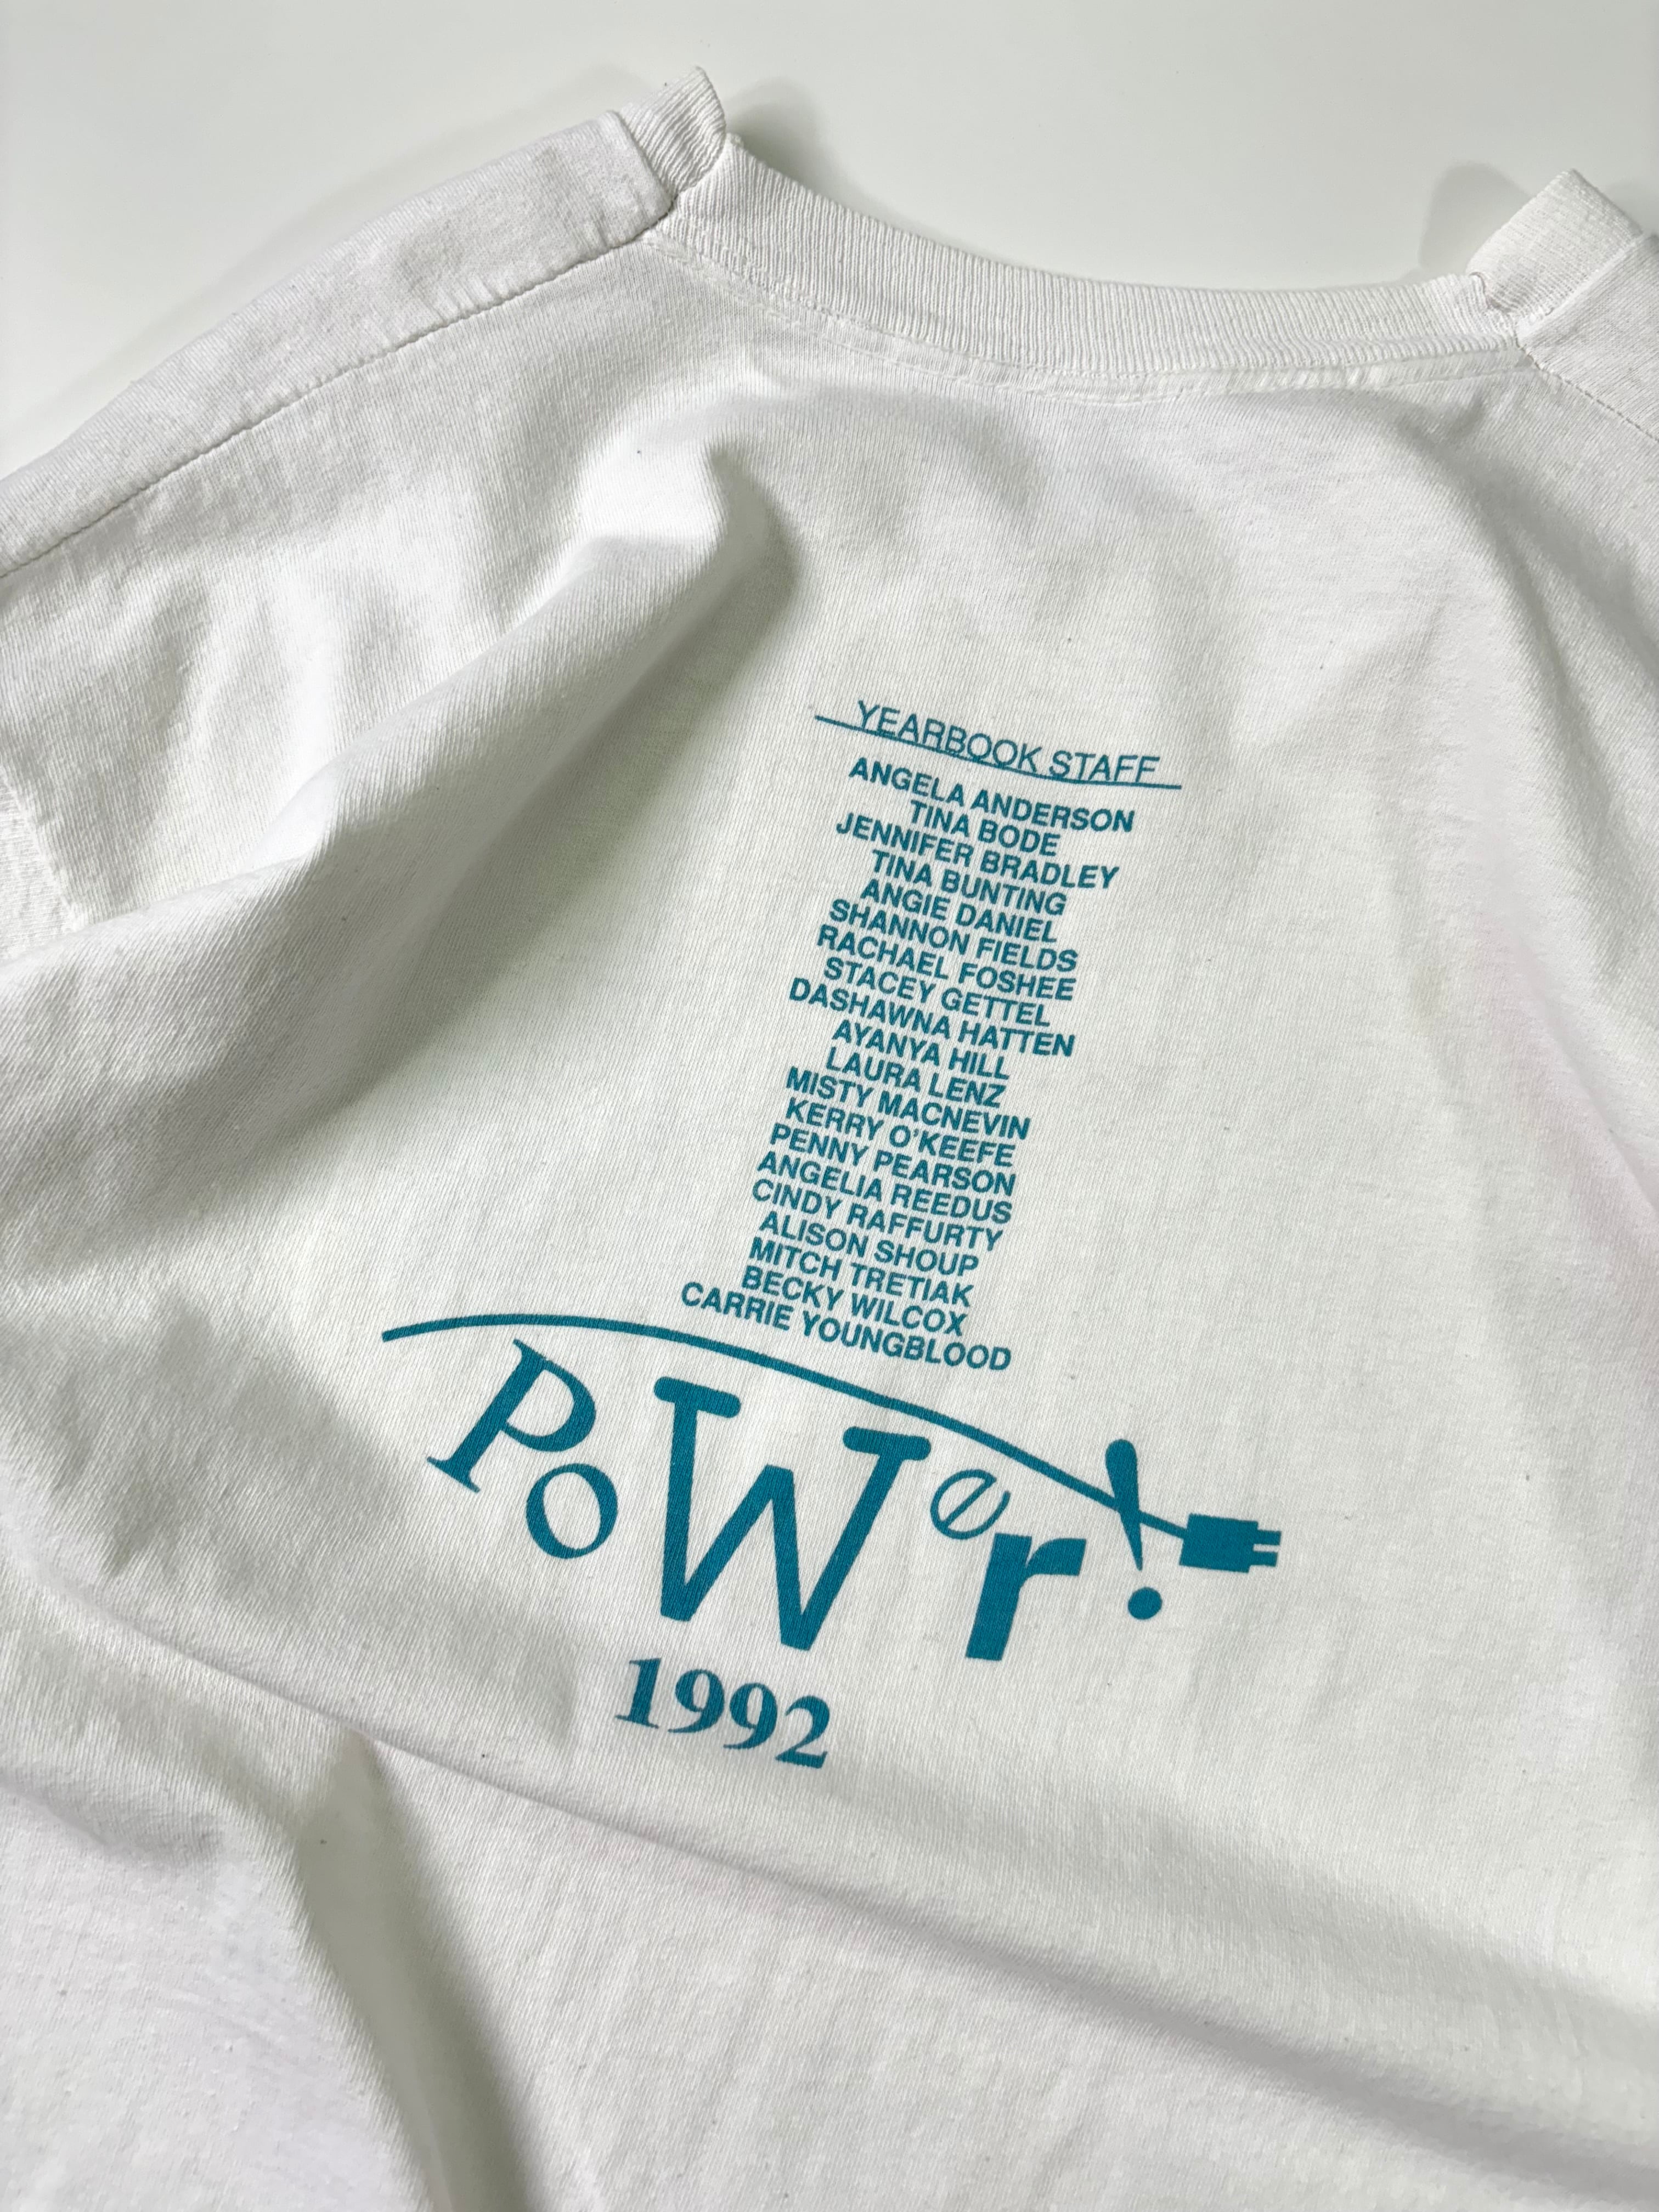 YEARBOOK STAFF
ANGELA ANDERSON
TINA BODE
JENNIFER BRADLEY
TINA BUNTING
ANGIE DANIEL
SHANNON FIELDS
RACHAEL FOSHEE
STACEY GETTEL
DASHAWNA HATTEN
AYANYA HILL
LAURA LENZ
MISTY MACNEVIN
KERRY O'KEEFE
PENNY PEARSON
ANGELIA REEDUS
CINDY RAFFURTY
ALISON SHOUP
MITCH TRETIAK
BECKY WILCOX
CARRIE YOUNGBLOOD
PoWer!
1992